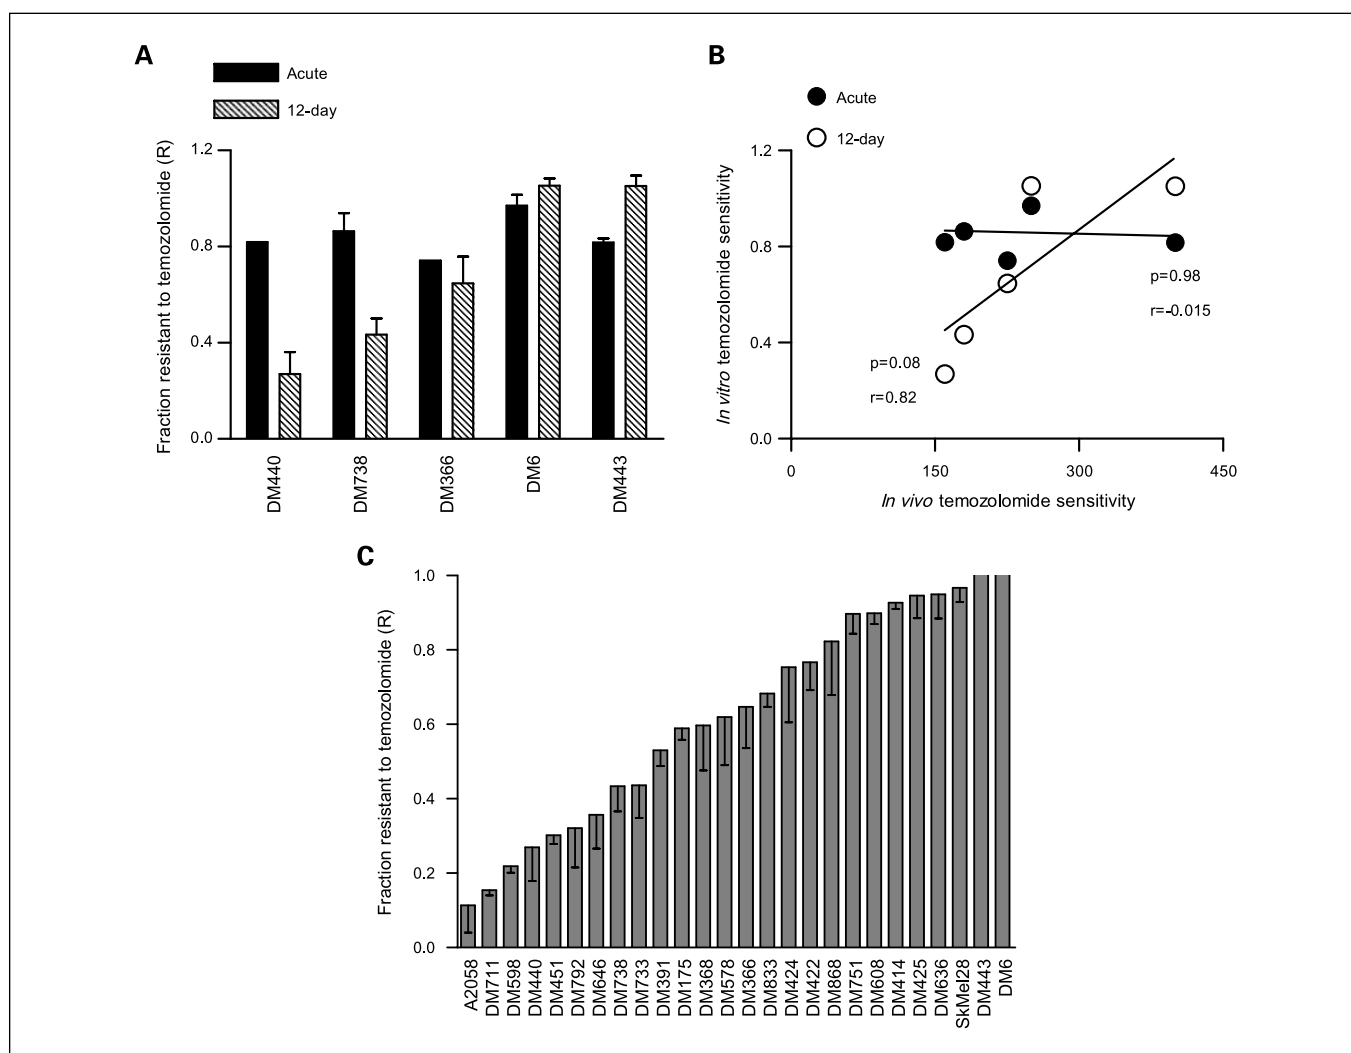 A
Acute
12-day
Fraction resistant to temozolomide (R)
1.2
0.8
0.4
0.0
DM440
DM738
DM366
DM6
DM443
B
Acute
12-day
In vitro temozolomide sensitivity
1.2
0.8
0.4
0.0
p=0.98
r=-0.015
p=0.08
r=0.82
0
150
300
450
In vivo temozolomide sensitivity
C
Fraction resistant to temozolomide (R)
1.0
0.8
0.6
0.4
0.2
0.0
A2058
DM711
DM598
DM440
DM451
DM792
DM646
DM738
DM733
DM391
DM175
DM368
DM578
DM366
DM833
DM424
DM422
DM868
DM751
DM608
DM414
DM425
DM636
SkMel28
DM443
DM6